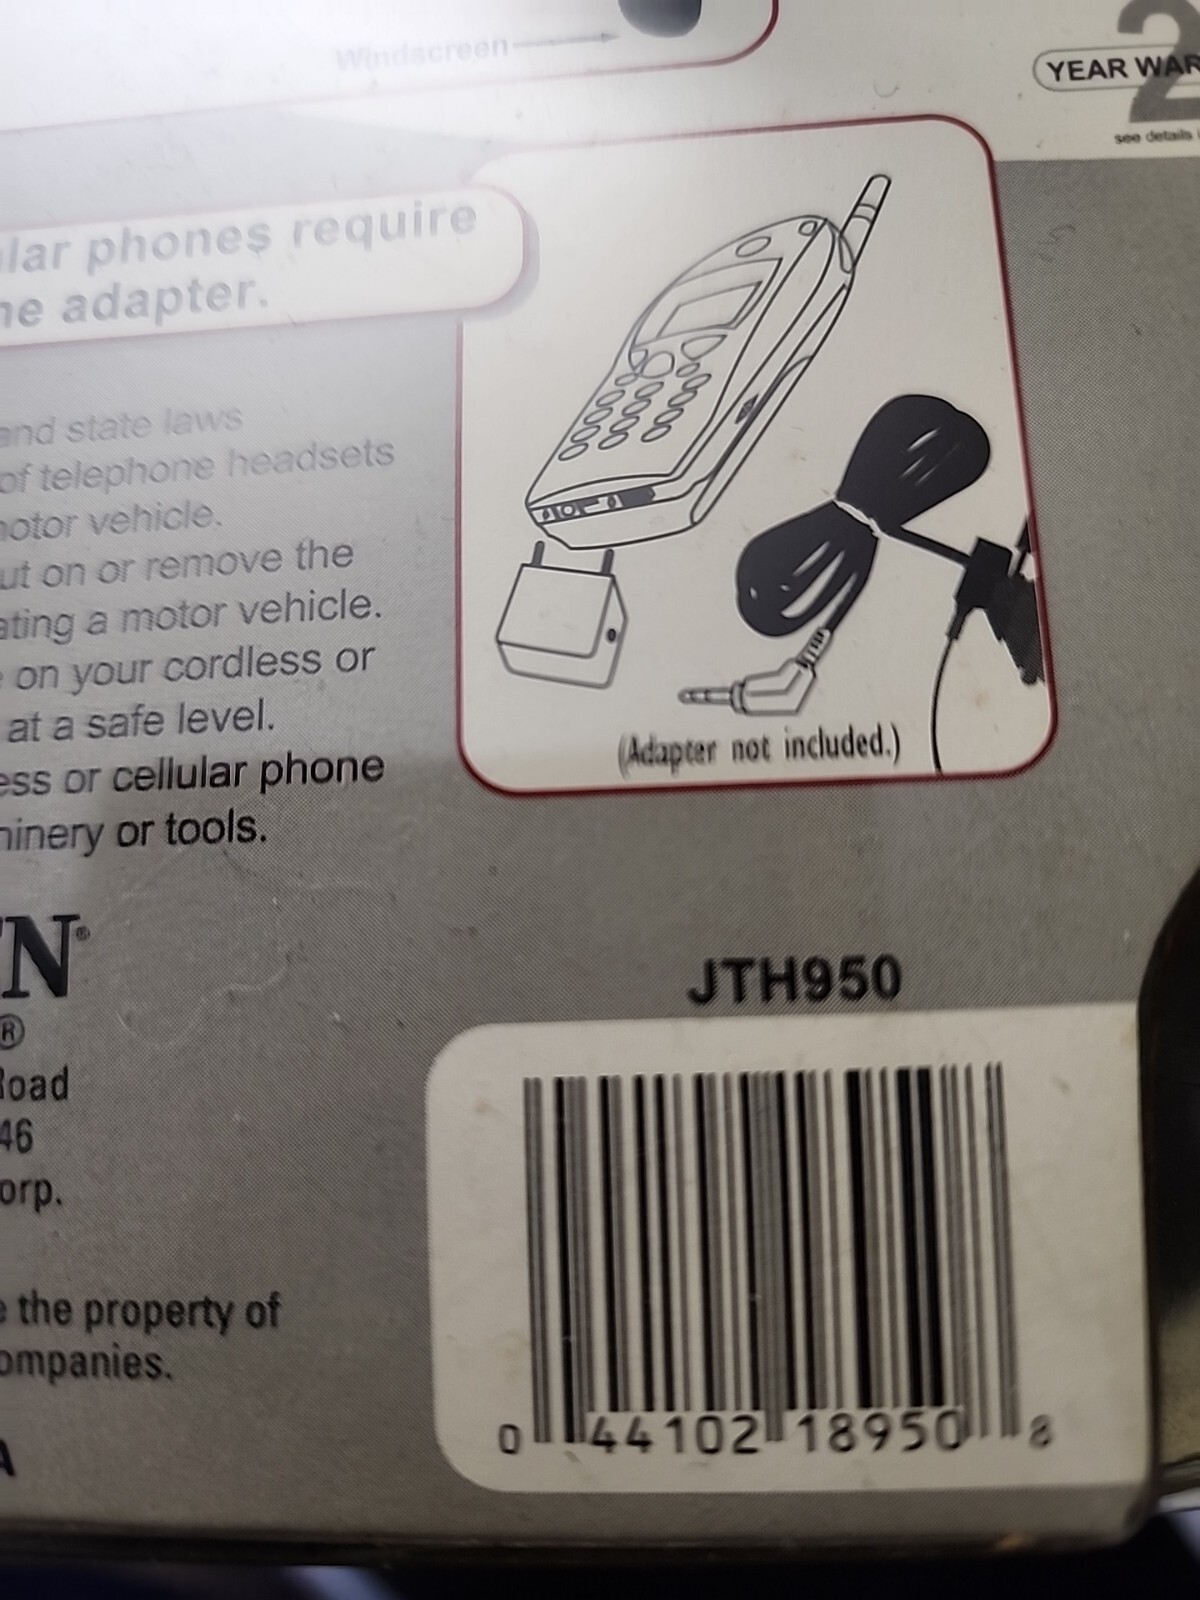 Windscreen
2
YEAR WAR
see details
lar phones require
ne adapter.
and state laws
of telephone headsets
motor vehicle.
ut on or remove the
ating a motor vehicle.
on your cordless or
at a safe level.
ess or cellular phone
hinery or tools.
(Adapter not included.)
N®
®
Road
46
orp.
e the property of
ompanies.
A
JTH950
0 44102 18950 8